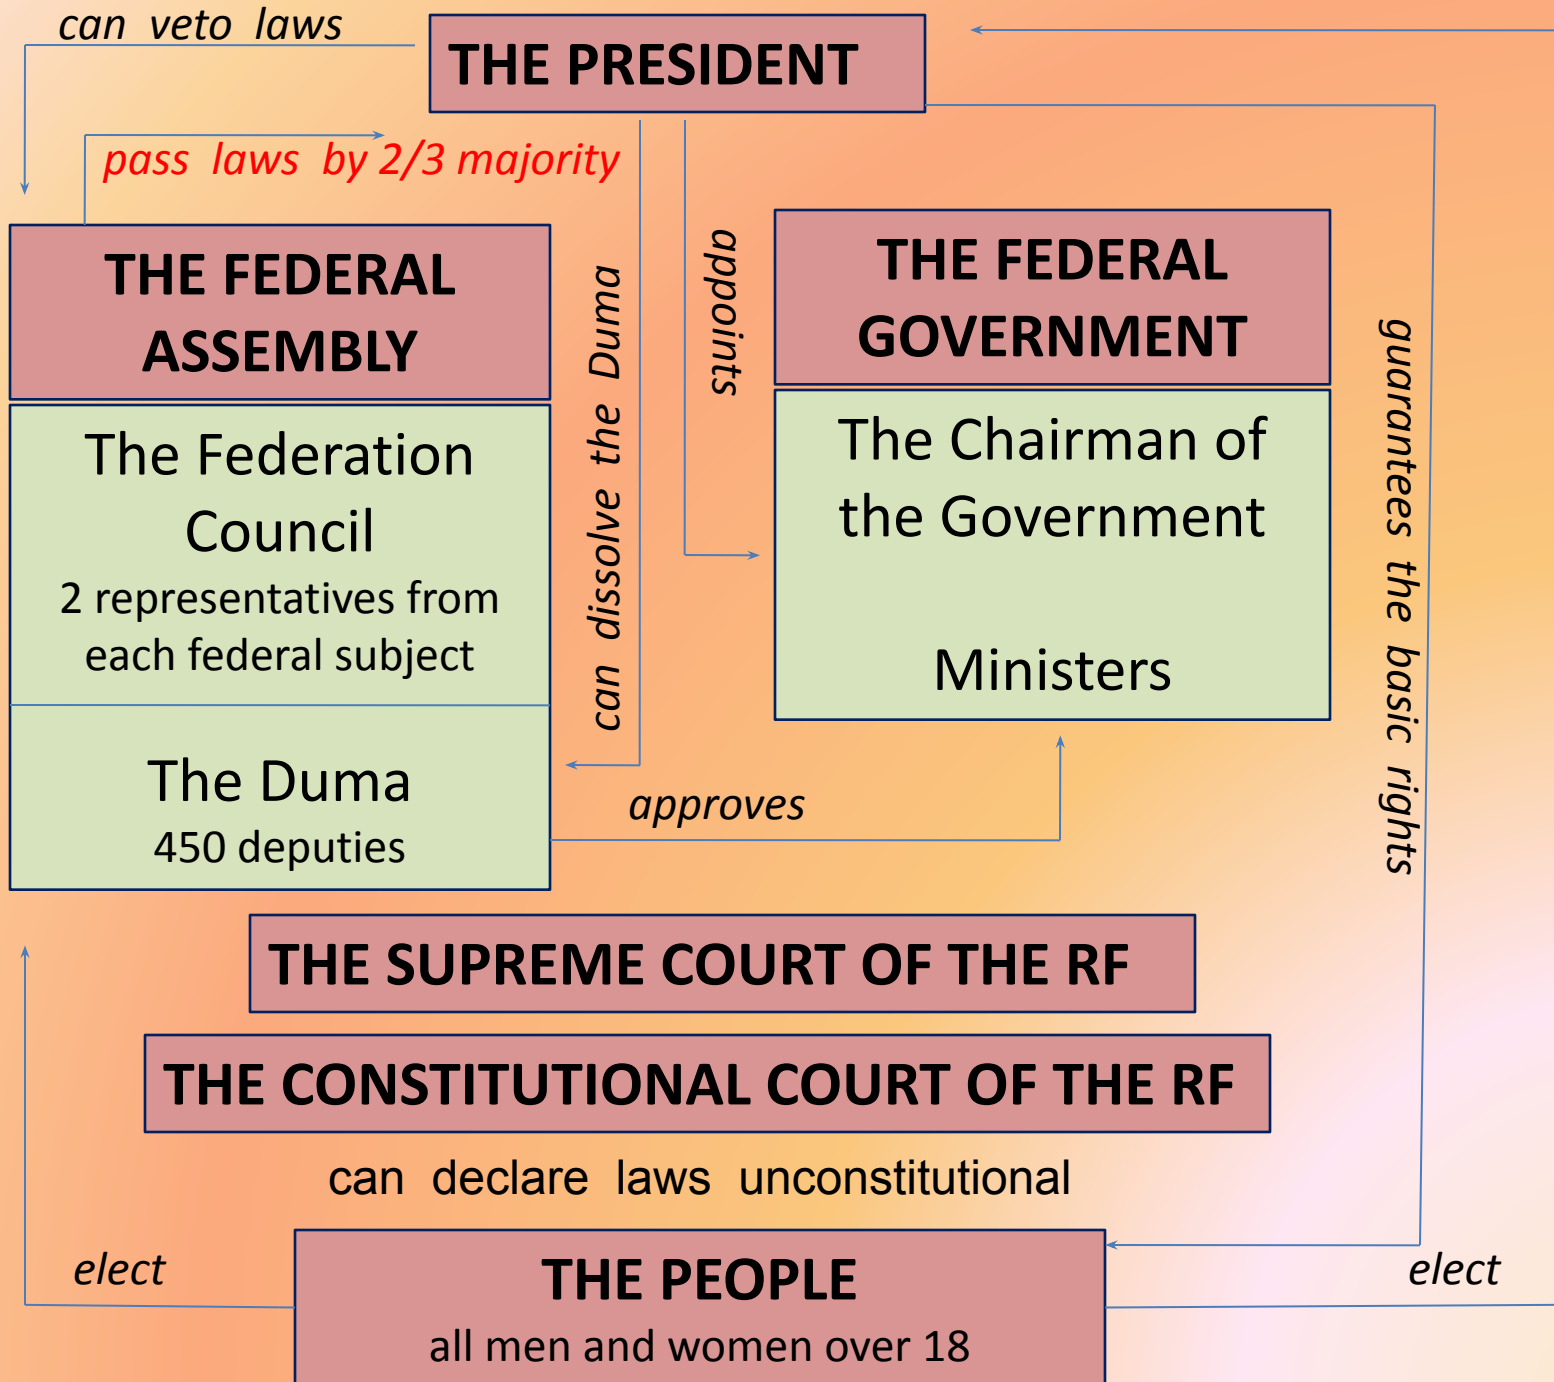 can veto laws
THE PRESIDENT
pass laws by 2/3 majority
THE FEDERAL
ASSEMBLY
The Federation
Council
2 representatives from
each federal subject
The Duma
450 deputies
can dissolve the Duma
appoints
THE FEDERAL
GOVERNMENT
The Chairman of
the Government
Ministers
guarantees the basic rights
approves
THE SUPREME COURT OF THE RF
THE CONSTITUTIONAL COURT OF THE RF
can declare laws unconstitutional
elect
THE PEOPLE
all men and women over 18
elect